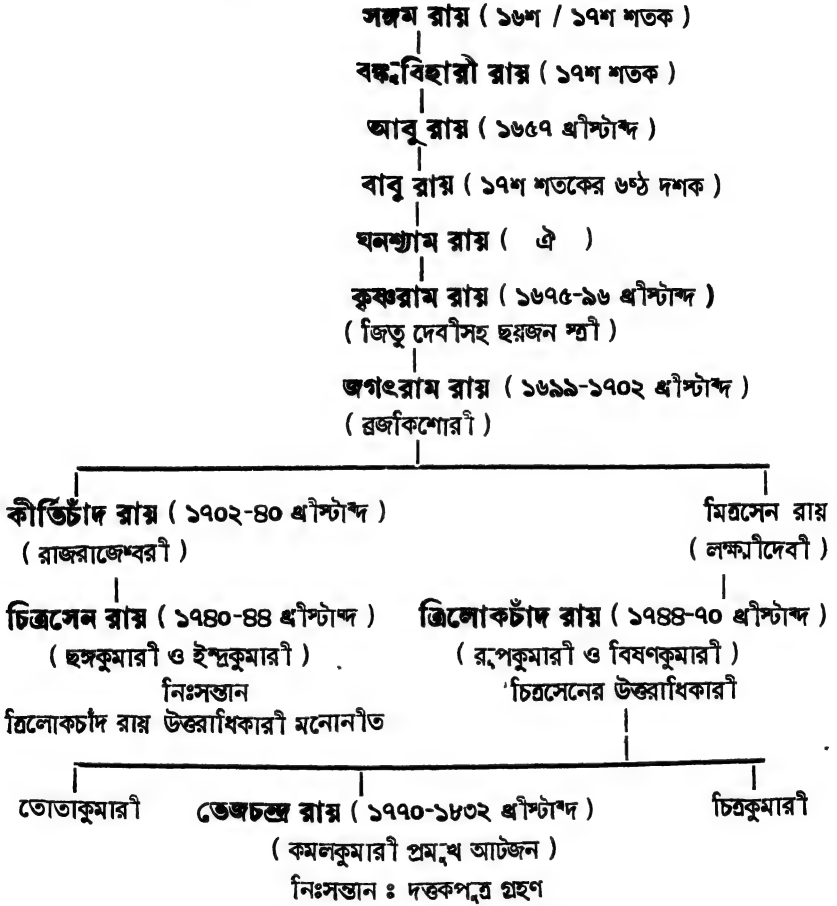 সঙ্গম রায় ( ১৬শ / ১৭শ শতক )
বঙ্কুবিহারী রায় ( ১৭শ শতক )
আবু রায় ( ১৬৫৭ খ্রীস্টাব্দ )
বাবু রায় ( ১৭শ শতকের ৬ষ্ঠ দশক )
ঘনশ্যাম রায় ( ঐ )
কৃষ্ণরাম রায় ( ১৬৭৫-৯৬ খ্রীস্টাব্দ )
( জিতু দেবীসহ ছয়জন স্ত্রী )
জগৎরাম রায় ( ১৬৯৯-১৭০২ খ্রীস্টাব্দ )
( ব্রজকিশোরী )
কীর্তিচাঁদ রায় ( ১৭০২-৪০ খ্রীস্টাব্দ ) মিত্রসেন রায়
( রাজরাজেশ্বরী ) ( লক্ষ্মীদেবী )
চিত্রসেন রায় ( ১৭৪০-৪৪ খ্রীস্টাব্দ ) ত্রিলোকচাঁদ রায় ( ১৭৪৪-৭০ খ্রীস্টাব্দ )
( ছঙ্গকুমারী ও ইন্দ্রকুমারী ) ( রূপকুমারী ও বিষণকুমারী )
নিঃসন্তান চিত্রসেনের উত্তরাধিকারী
ত্রিলোকচাঁদ রায় উত্তরাধিকারী মনোনীত
তোতাকুমারী তেজচন্দ্র রায় ( ১৭৭০-১৮৩২ খ্রীস্টাব্দ ) চিত্রকুমারী
( কমলকুমারী প্রমুখ আটজন )
নিঃসন্তান : দত্তকপুত্র গ্রহণ